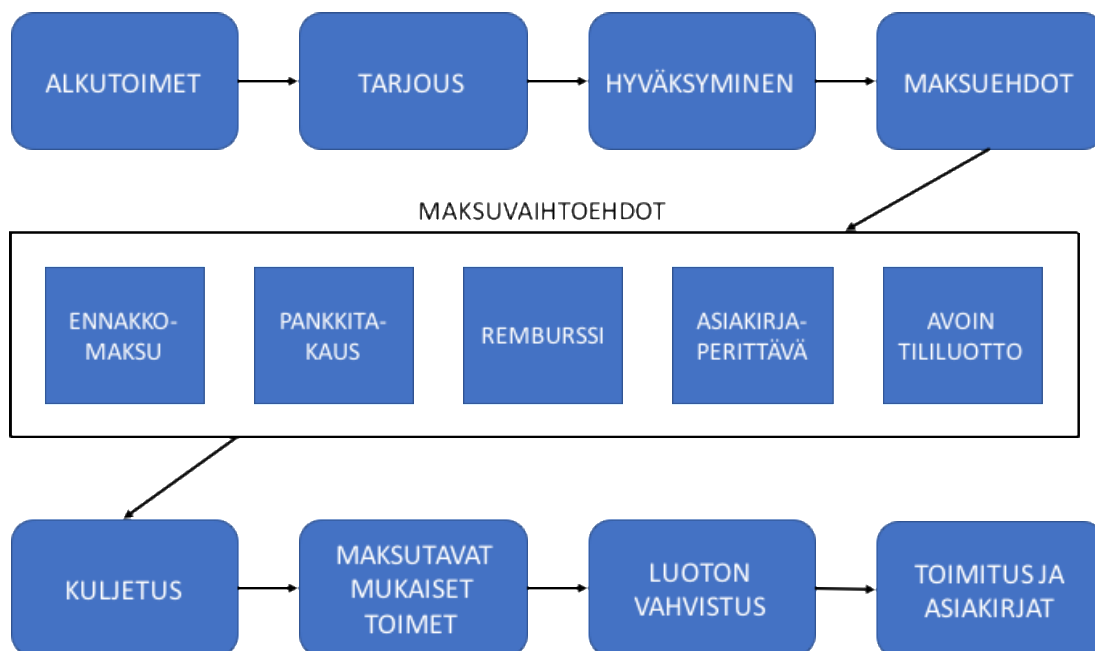 ALKUTOIMET
TARJOUS
HYVÄKSYMINEN
MAKSUEHDOT
MAKSUVAIHTOEHDOT
ENNAKKO-
MAKSU
PANKKITA-
KAUS
REMBURSSI
ASIAKIRJA-
PERITTÄVÄ
AVOIN
TILILUOTTO
KULJETUS
MAKSUTAVAT
MUKAISET
TOIMET
LUOTON
VAHVISTUS
TOIMITUS JA
ASIAKIRJAT